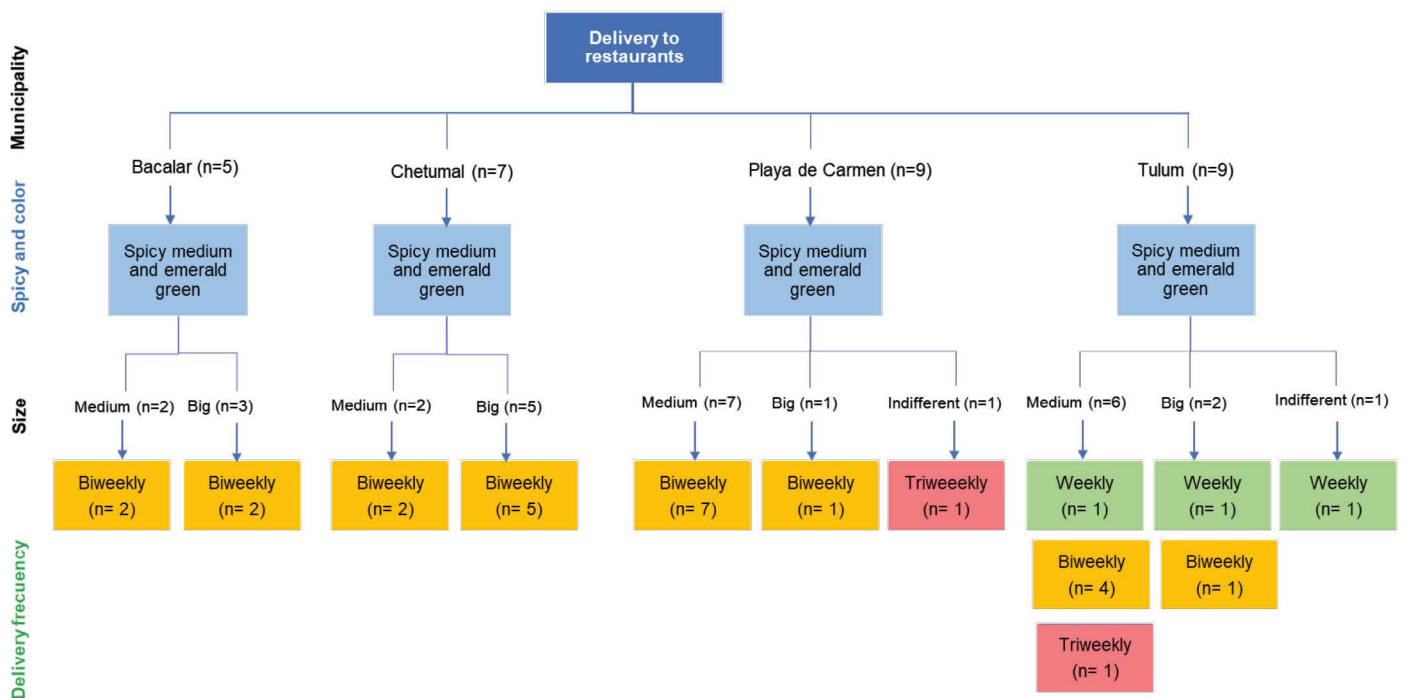 Municipality
Delivery to
restaurants
Bacalar (n=5)
Chetumal (n=7)
Playa de Carmen (n=9)
Tulum (n=9)
Spicy and color
Spicy medium
and emerald
green
Spicy medium
and emerald
green
Spicy medium
and emerald
green
Spicy medium
and emerald
green
Size
Medium (n=2)
Big (n=3)
Medium (n=2)
Big (n=5)
Medium (n=7)
Big (n=1)
Indifferent (n=1)
Medium (n=6)
Big (n=2)
Indifferent (n=1)
Delivery frecuency
Biweekly
(n= 2)
Biweekly
(n= 2)
Biweekly
(n= 2)
Biweekly
(n= 5)
Biweekly
(n= 7)
Biweekly
(n= 1)
Triweeekly
(n= 1)
Weekly
(n= 1)
Weekly
(n= 1)
Weekly
(n= 1)
Biweekly
(n= 4)
Biweekly
(n= 1)
Triweekly
(n= 1)